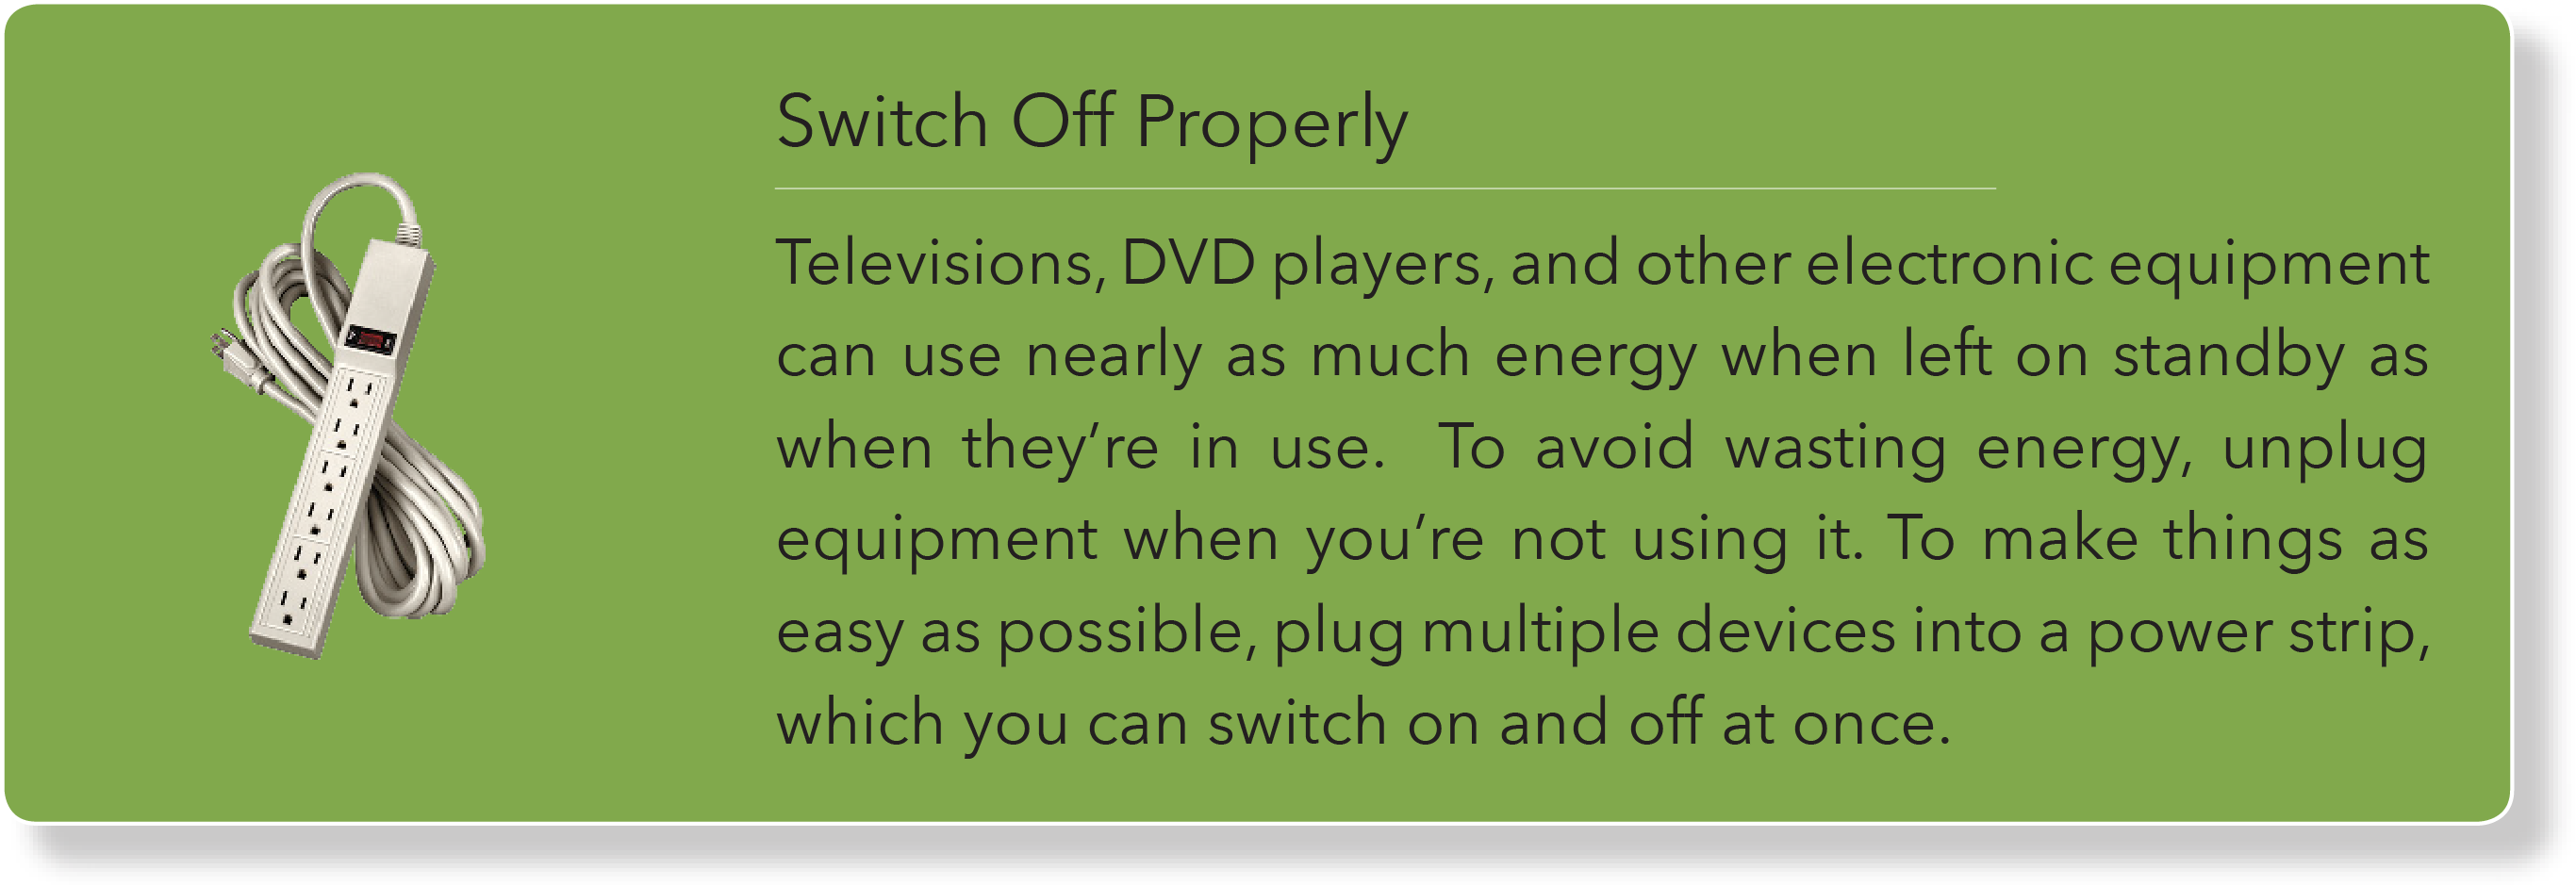 Switch Off Properly
Televisions, DVD players, and other electronic equipment
can use nearly as much energy when left on standby as
when they’re in use.  To avoid wasting energy, unplug
equipment when you’re not using it. To make things as
easy as possible, plug multiple devices into a power strip,
which you can switch on and off at once.